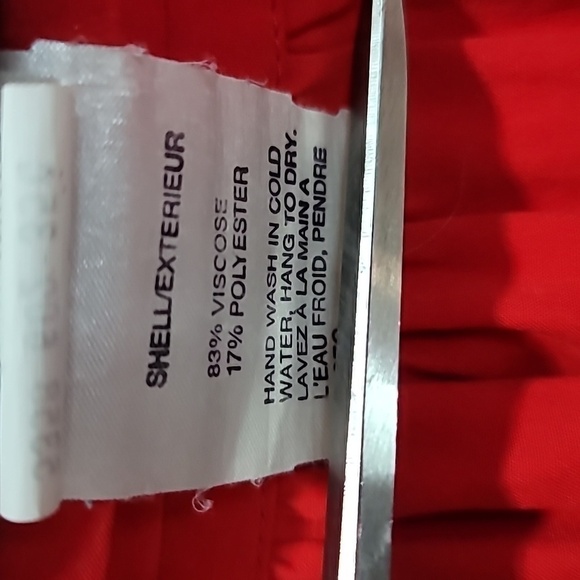 SHELL/EXTERIEUR
83% VISCOSE
17% POLYESTER
HAND WASH IN COLD
WATER, HANG TO DRY.
LAVEZ À LA MAIN A
L'EAU FROID, PENDRE